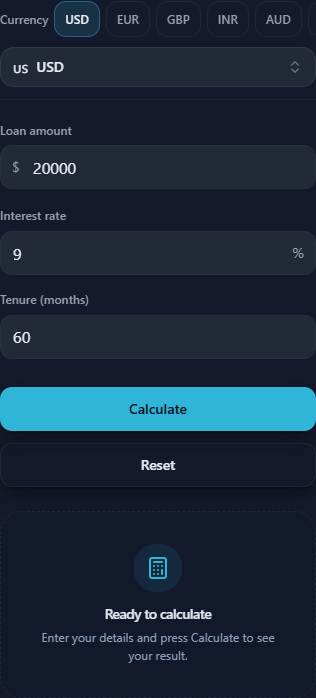 Currency USD EUR GBP INR AUD
US USD
Loan amount
$ 20000
Interest rate
9 %
Tenure (months)
60
Calculate
Reset
Ready to calculate
Enter your details and press Calculate to see
your result.